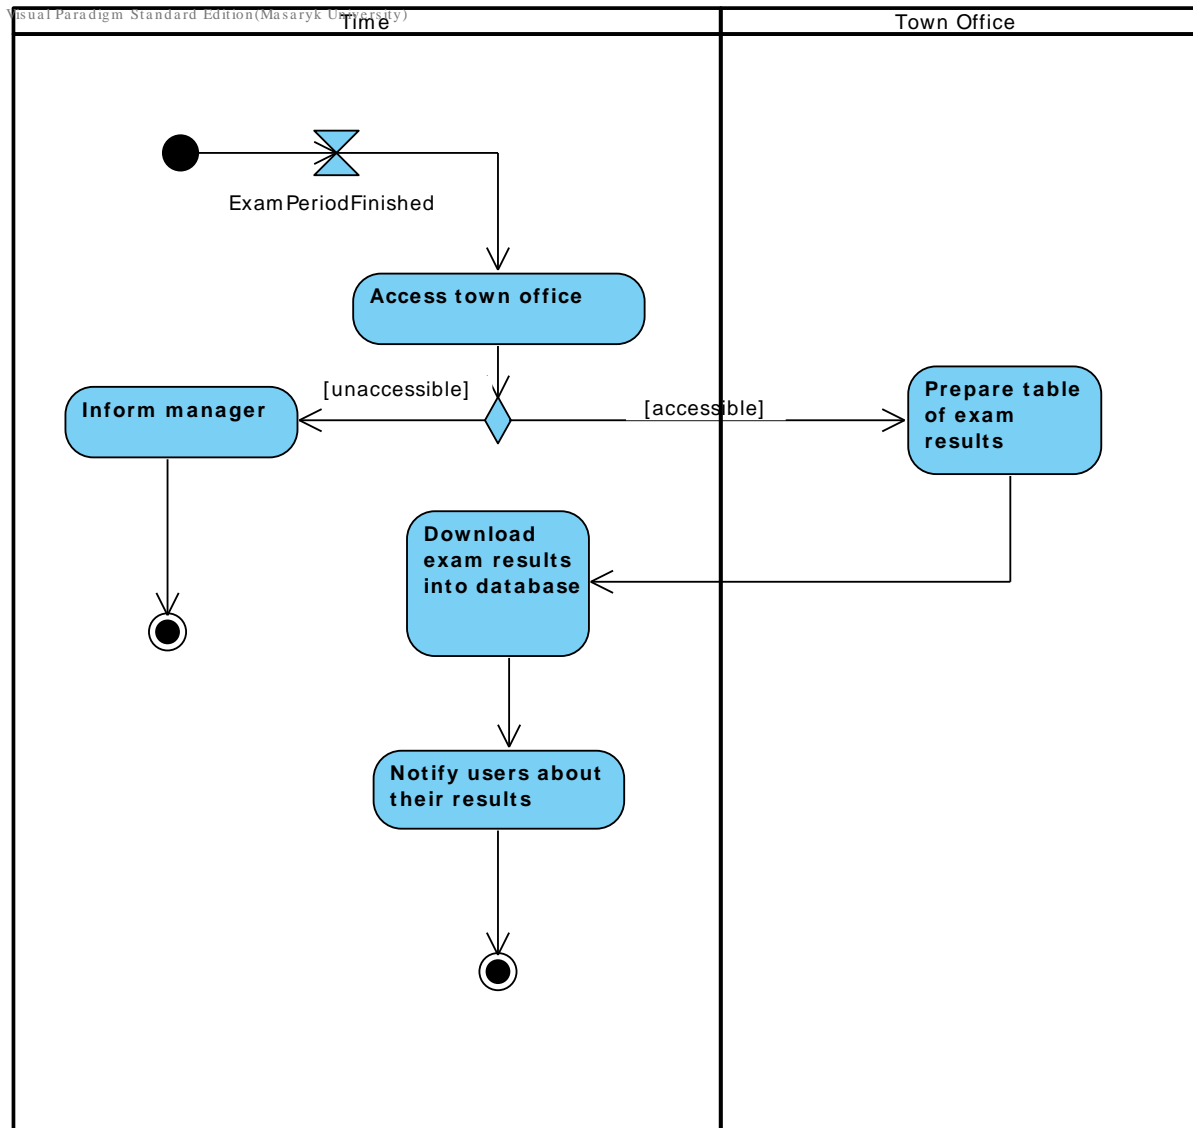 Visual Paradigm Standard Edition(Masaryk University)
Time
Town Office
ExamPeriodFinished
Access town office
[unaccessible]
[accessible]
Inform manager
Prepare table
of exam
results
Download
exam results
into database
Notify users about
their results